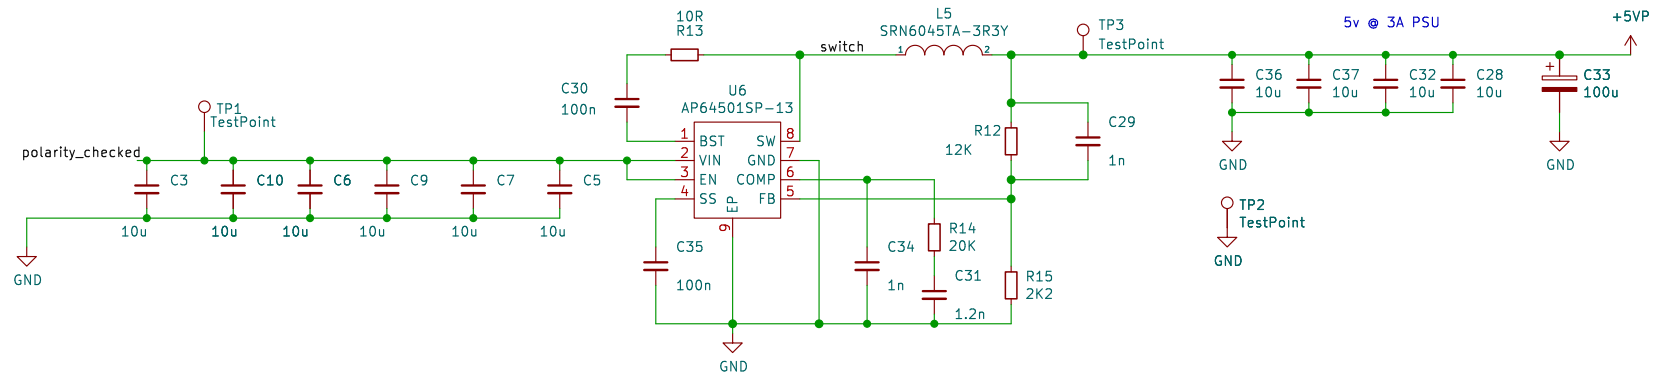 10R
R13
L5
SRN6045TA-3R3Y
switch
1
2
TP3
TestPoint
5v @ 3A PSU
+5VP
C30
100n
U6
AP64501SP-13
C36
10u
C37
10u
C32
10u
C28
10u
+
C33
100u
TP1
TestPoint
polarity_checked
C3
C10
C6
C9
C7
C5
10u
10u
10u
10u
10u
10u
GND
1
BST
2
VIN
3
EN
4
SS
SW
8
GND
7
COMP
6
FB
5
EP
9
R12
12K
C29
1n
GND
GND
TP2
TestPoint
GND
C35
100n
C34
1n
R14
20K
C31
1.2n
R15
2K2
GND